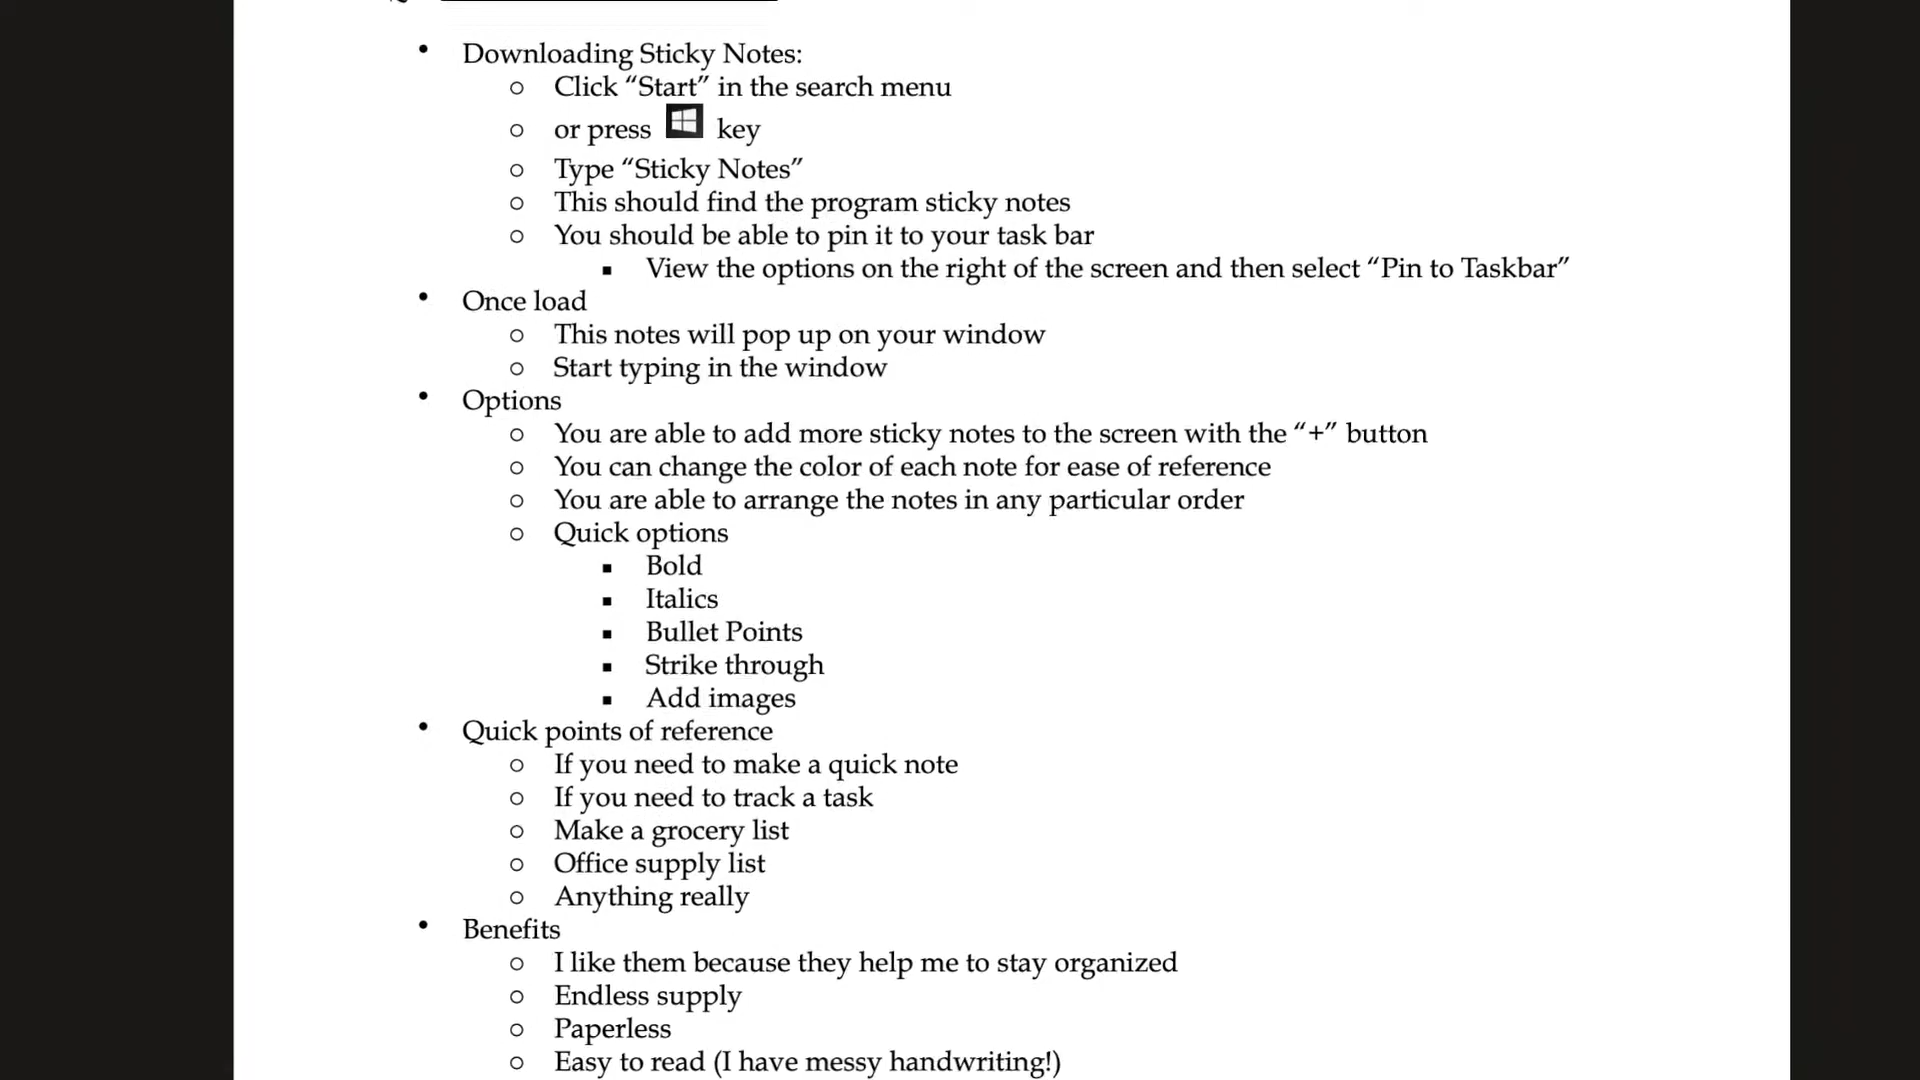 • Downloading Sticky Notes:
○ Click “Start” in the search menu
○ or press key
○ Type “Sticky Notes”
○ This should find the program sticky notes
○ You should be able to pin it to your task bar
▪ View the options on the right of the screen and then select “Pin to Taskbar”
• Once load
○ This notes will pop up on your window
○ Start typing in the window
• Options
○ You are able to add more sticky notes to the screen with the “+” button
○ You can change the color of each note for ease of reference
○ You are able to arrange the notes in any particular order
○ Quick options
▪ Bold
▪ Italics
▪ Bullet Points
▪ Strike through
▪ Add images
• Quick points of reference
○ If you need to make a quick note
○ If you need to track a task
○ Make a grocery list
○ Office supply list
○ Anything really
• Benefits
○ I like them because they help me to stay organized
○ Endless supply
○ Paperless
○ Easy to read (I have messy handwriting!)